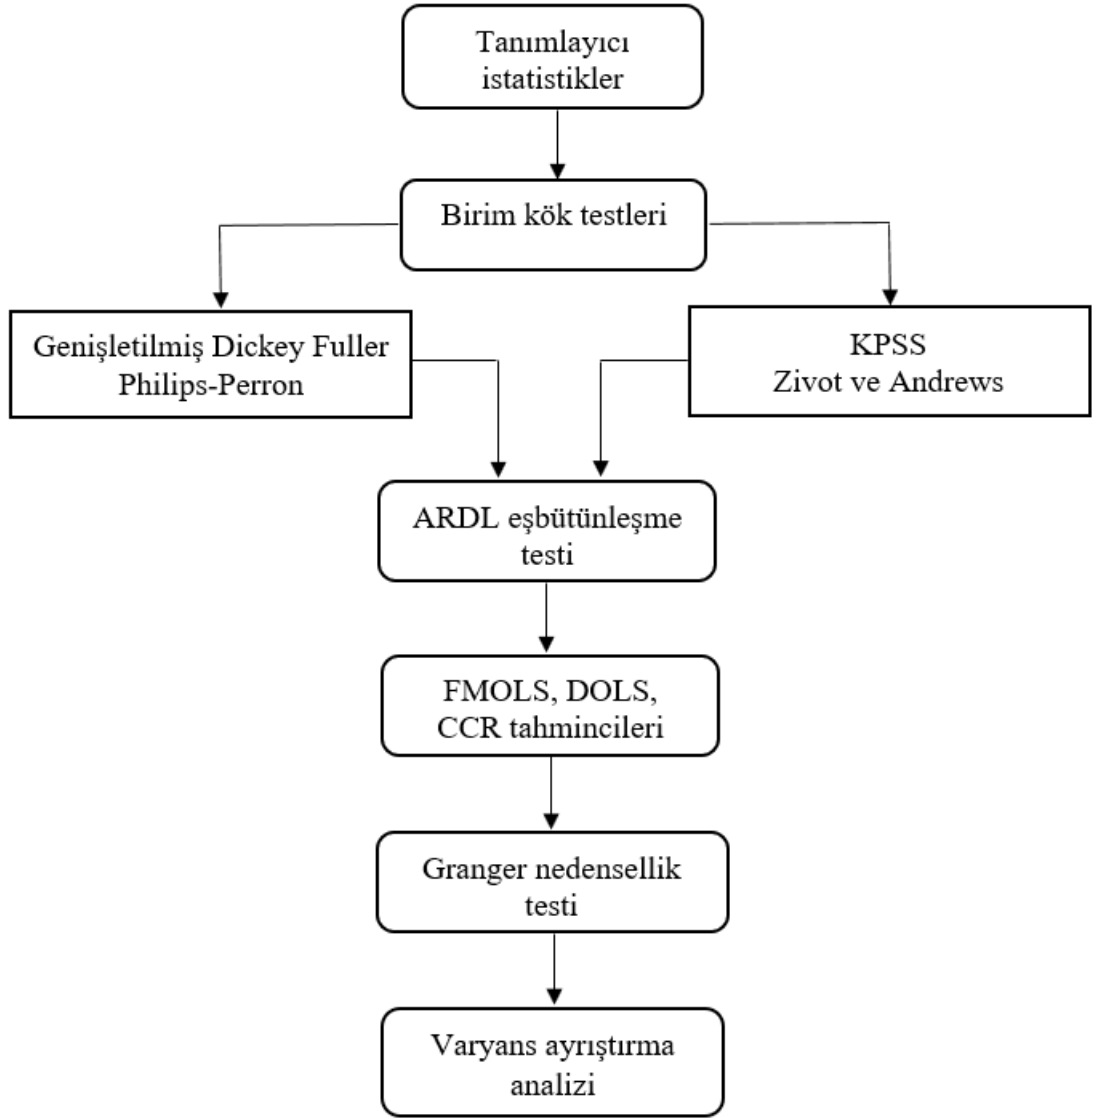 Tanımlayıcı
istatistikler
Birim kök testleri
Genişletilmiş Dickey Fuller
Philips-Perron
KPSS
Zivot ve Andrews
ARDL eşbütünleşme
testi
FMOLS, DOLS,
CCR tahmincileri
Granger nedensellik
testi
Varyans ayrıştırma
analizi